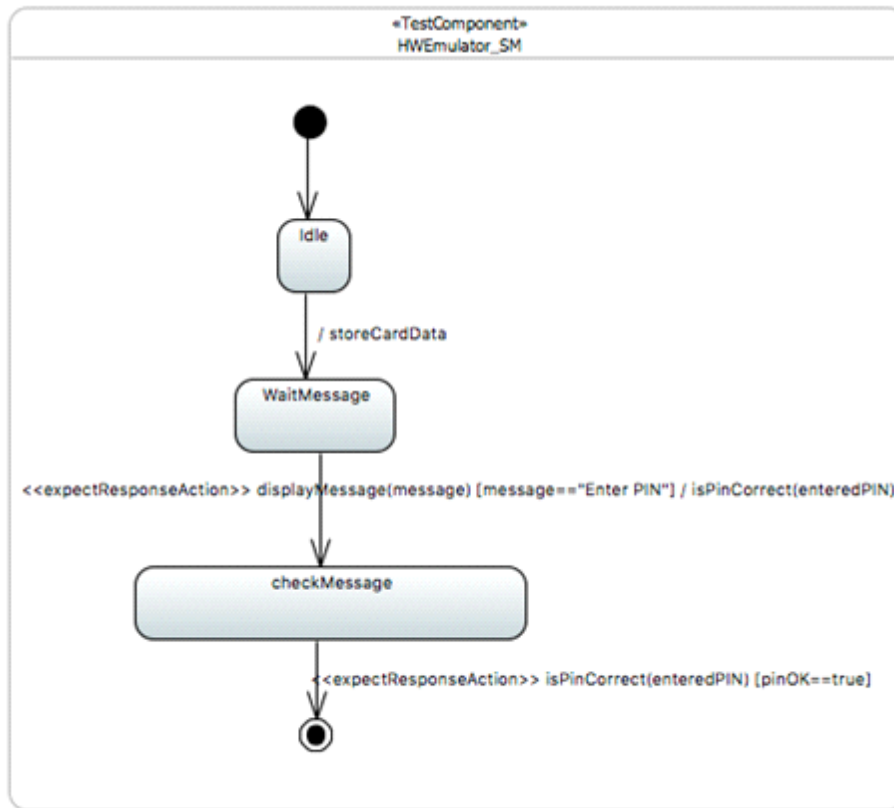 «TestComponent»
HWEmulator_SM
Idle
/ storeCardData
WaitMessage
<<expectResponseAction>> displayMessage(message) [message=="Enter PIN"] / isPinCorrect(enteredPIN)
checkMessage
<<expectResponseAction>> isPinCorrect(enteredPIN) [pinOK==true]